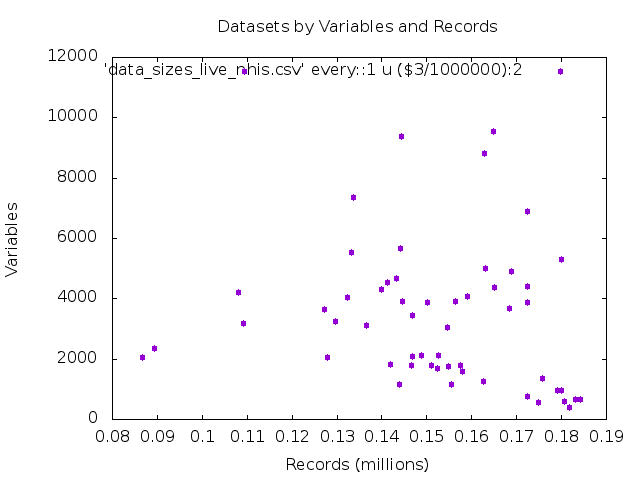 Datasets by Variables and Records
12000
'data_sizes_live_nhis.csv' every::1 u ($3/1000000):2
10000
8000
6000
4000
2000
0
Variables
0.08 0.09 0.1 0.11 0.12 0.13 0.14 0.15 0.16 0.17 0.18 0.19
Records (millions)